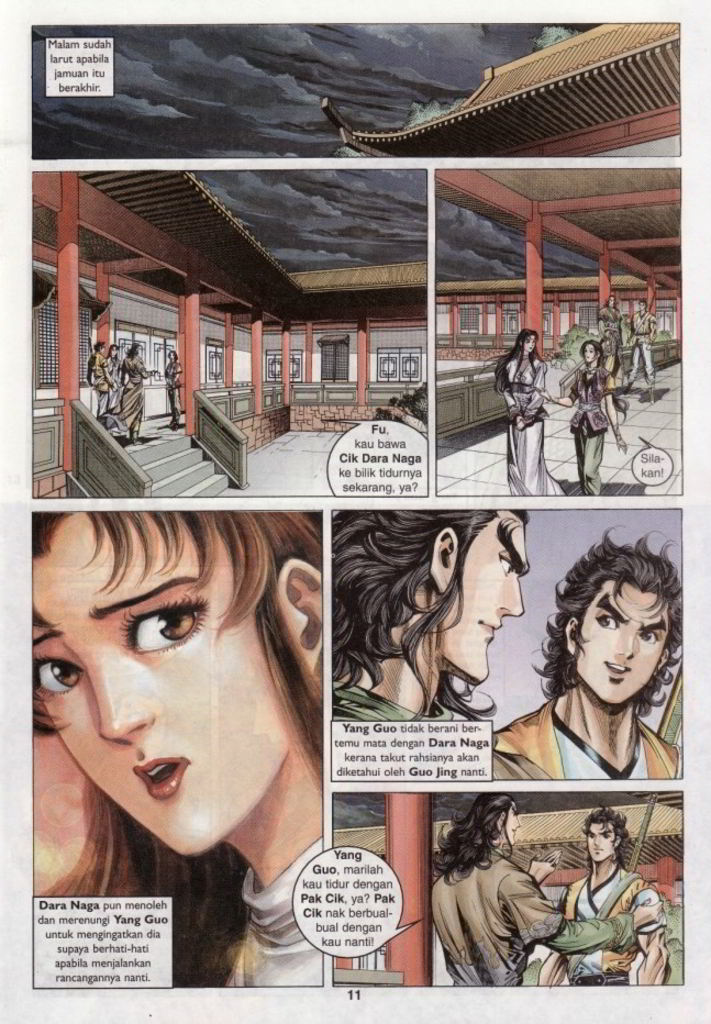 Malam sudah
larut apabila
jamuan itu
berakhir.
Fu,
kau bawa
Cik Dara Naga
ke bilik tidurnya
sekarang, ya?
Sila-
kan!
Dara Naga pun menoleh
dan merenungi Yang Guo
untuk mengingatkan dia
supaya berhati-hati
apabila menjalankan
rancangannya nanti.
Yang Guo tidak berani ber-
temu mata dengan Dara Naga
kerana takut rahsianya akan
diketahui oleh Guo Jing nanti.
Yang
Guo, marilah
kau tidur dengan
Pak Cik, ya? Pak
Cik nak berbual-
bual dengan
kau nanti!
11